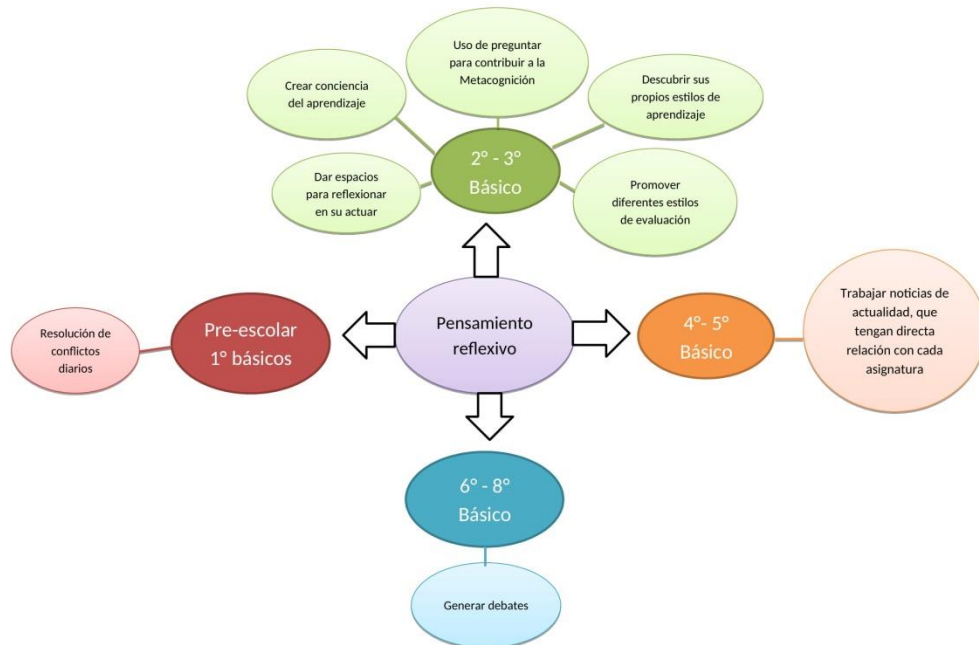 Uso de preguntar
para contribuir a la
Metacognición
Crear conciencia
del aprendizaje
Descubrir sus
propios estilos de
aprendizaje
2° - 3°
Básico
Dar espacios
para reflexionar
en su actuar
Promover
diferentes estilos
de evaluación
Resolución de
conflictos
diarios
Pre-escolar
1° básicos
Pensamiento
reflexivo
4°- 5°
Básico
Trabajar noticias de
actualidad, que
tengan directa
relación con cada
asignatura
6° - 8°
Básico
Generar debates